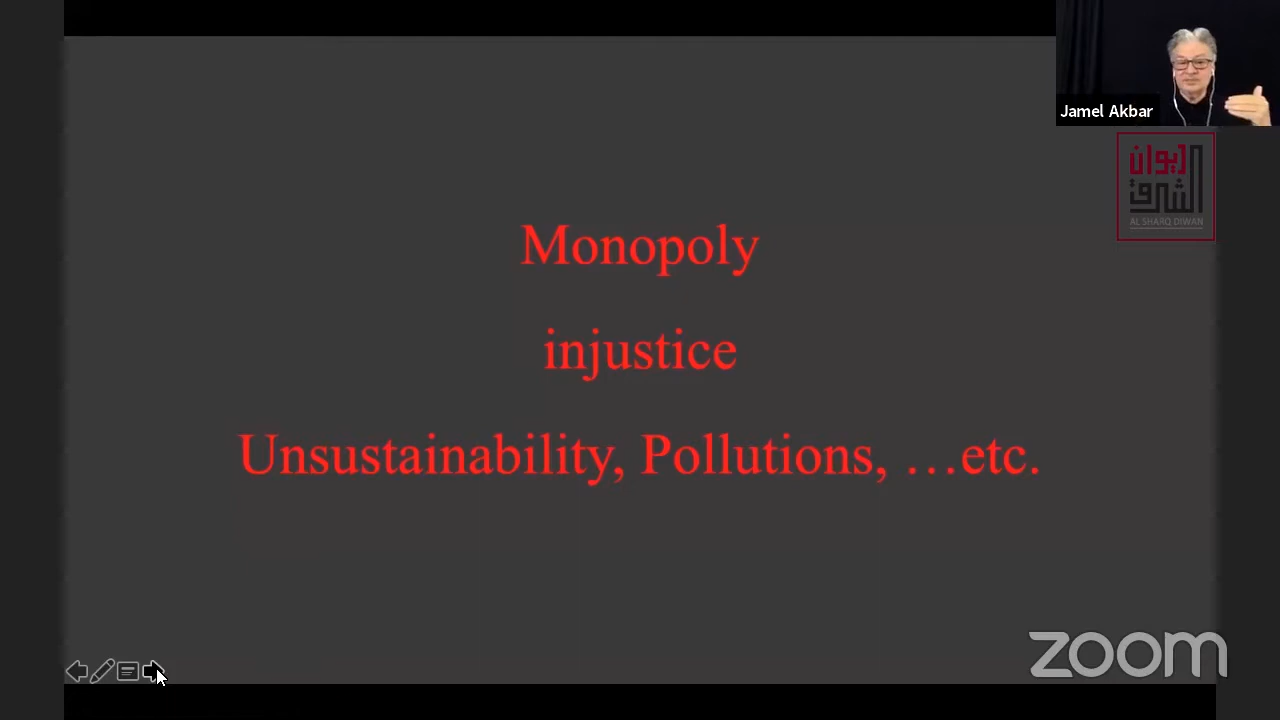 Jamel Akbar
ديوان
الشرق
AL SHARQ DIWAN
Monopoly
injustice
Unsustainability, Pollutions, …etc.
zoom